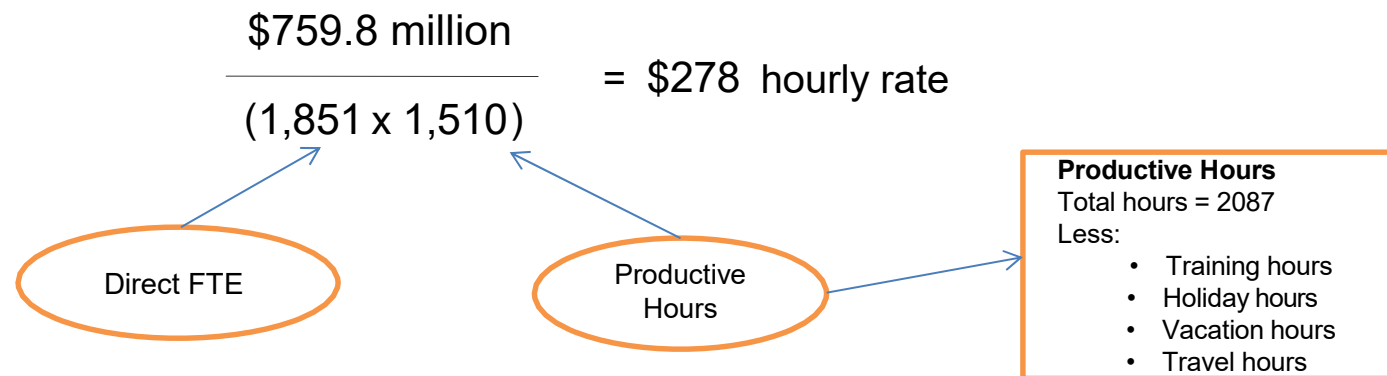 $759.8 million
(1,851 x 1,510)
= $278 hourly rate
Direct FTE
Productive
Hours
Productive Hours
Total hours = 2087
Less:
• Training hours
• Holiday hours
• Vacation hours
• Travel hours